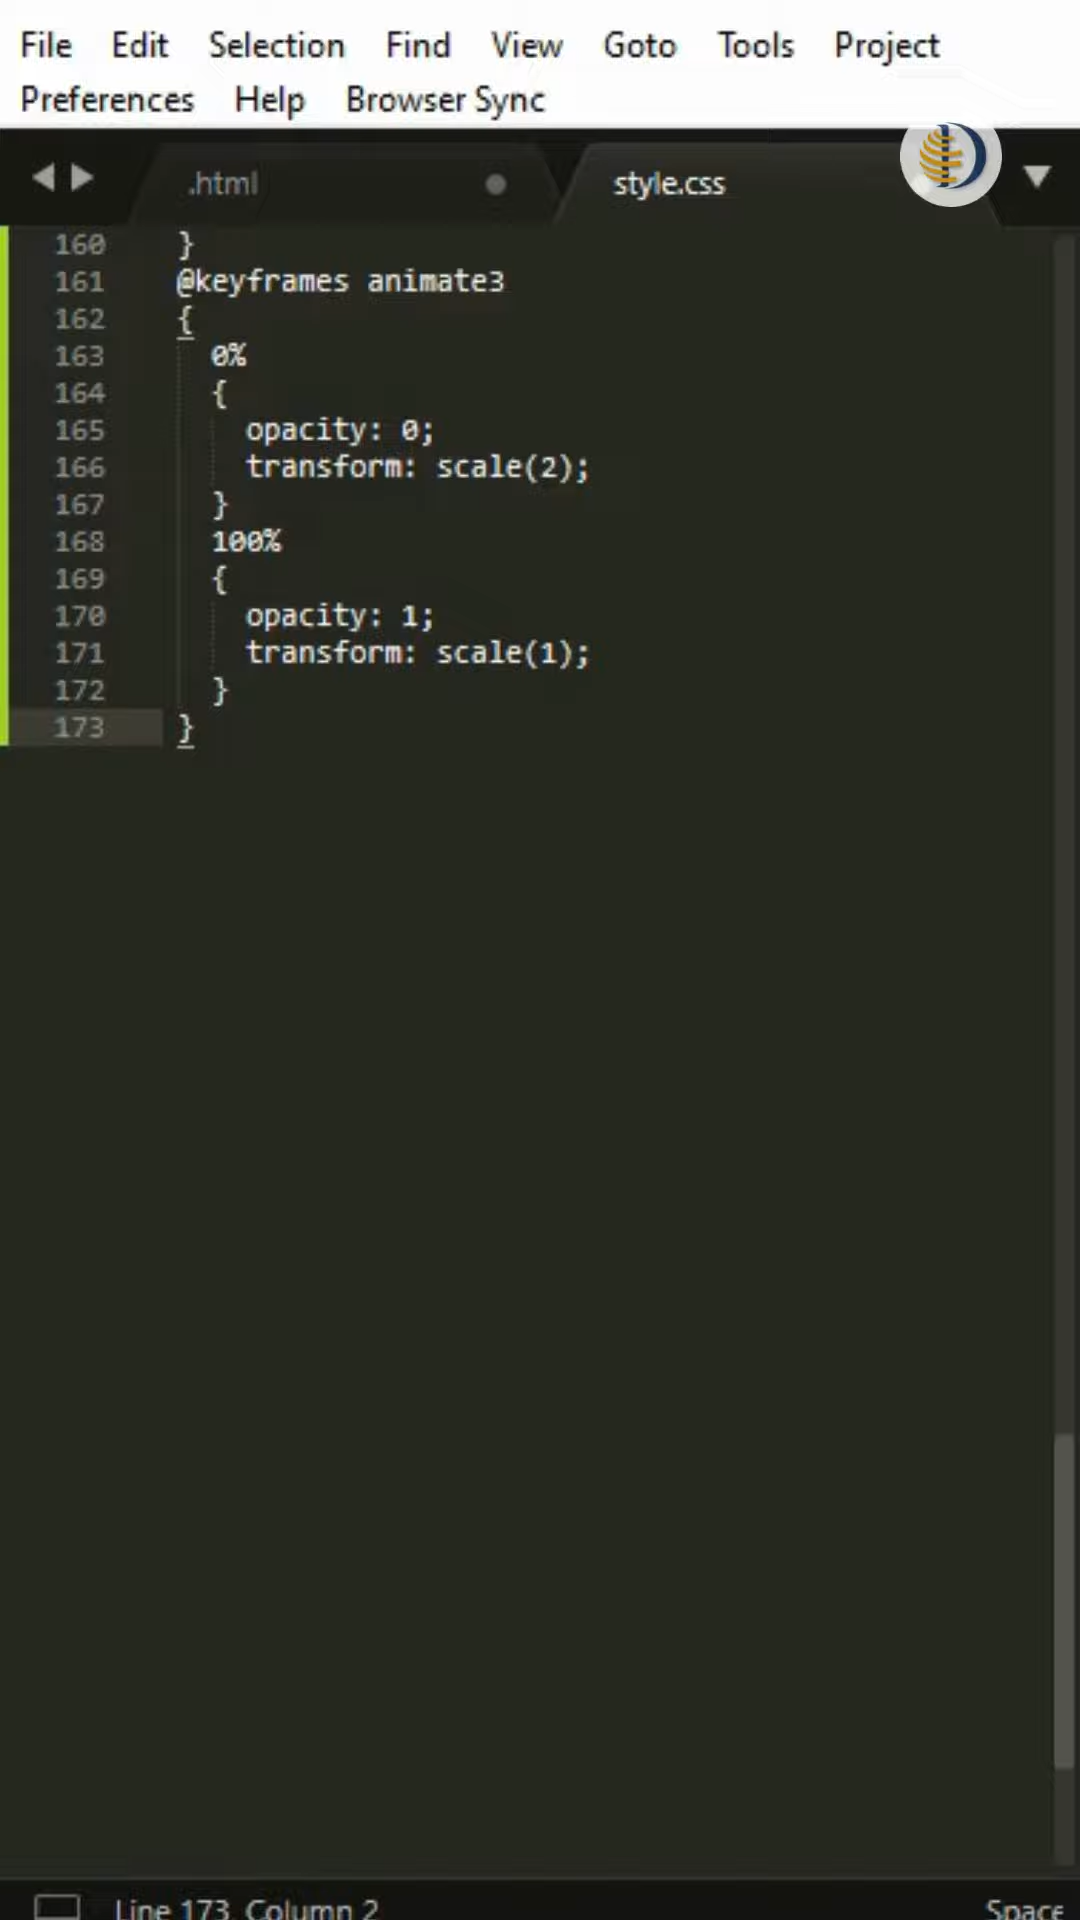 File Edit Selection Find View Goto Tools Project
Preferences Help Browser Sync
.html style.css
160 }
161 @keyframes animate3
162 {
163 0%
164 {
165 opacity: 0;
166 transform: scale(2);
167 }
168 100%
169 {
170 opacity: 1;
171 transform: scale(1);
172 }
173 }
Line 173, Column 2 Space